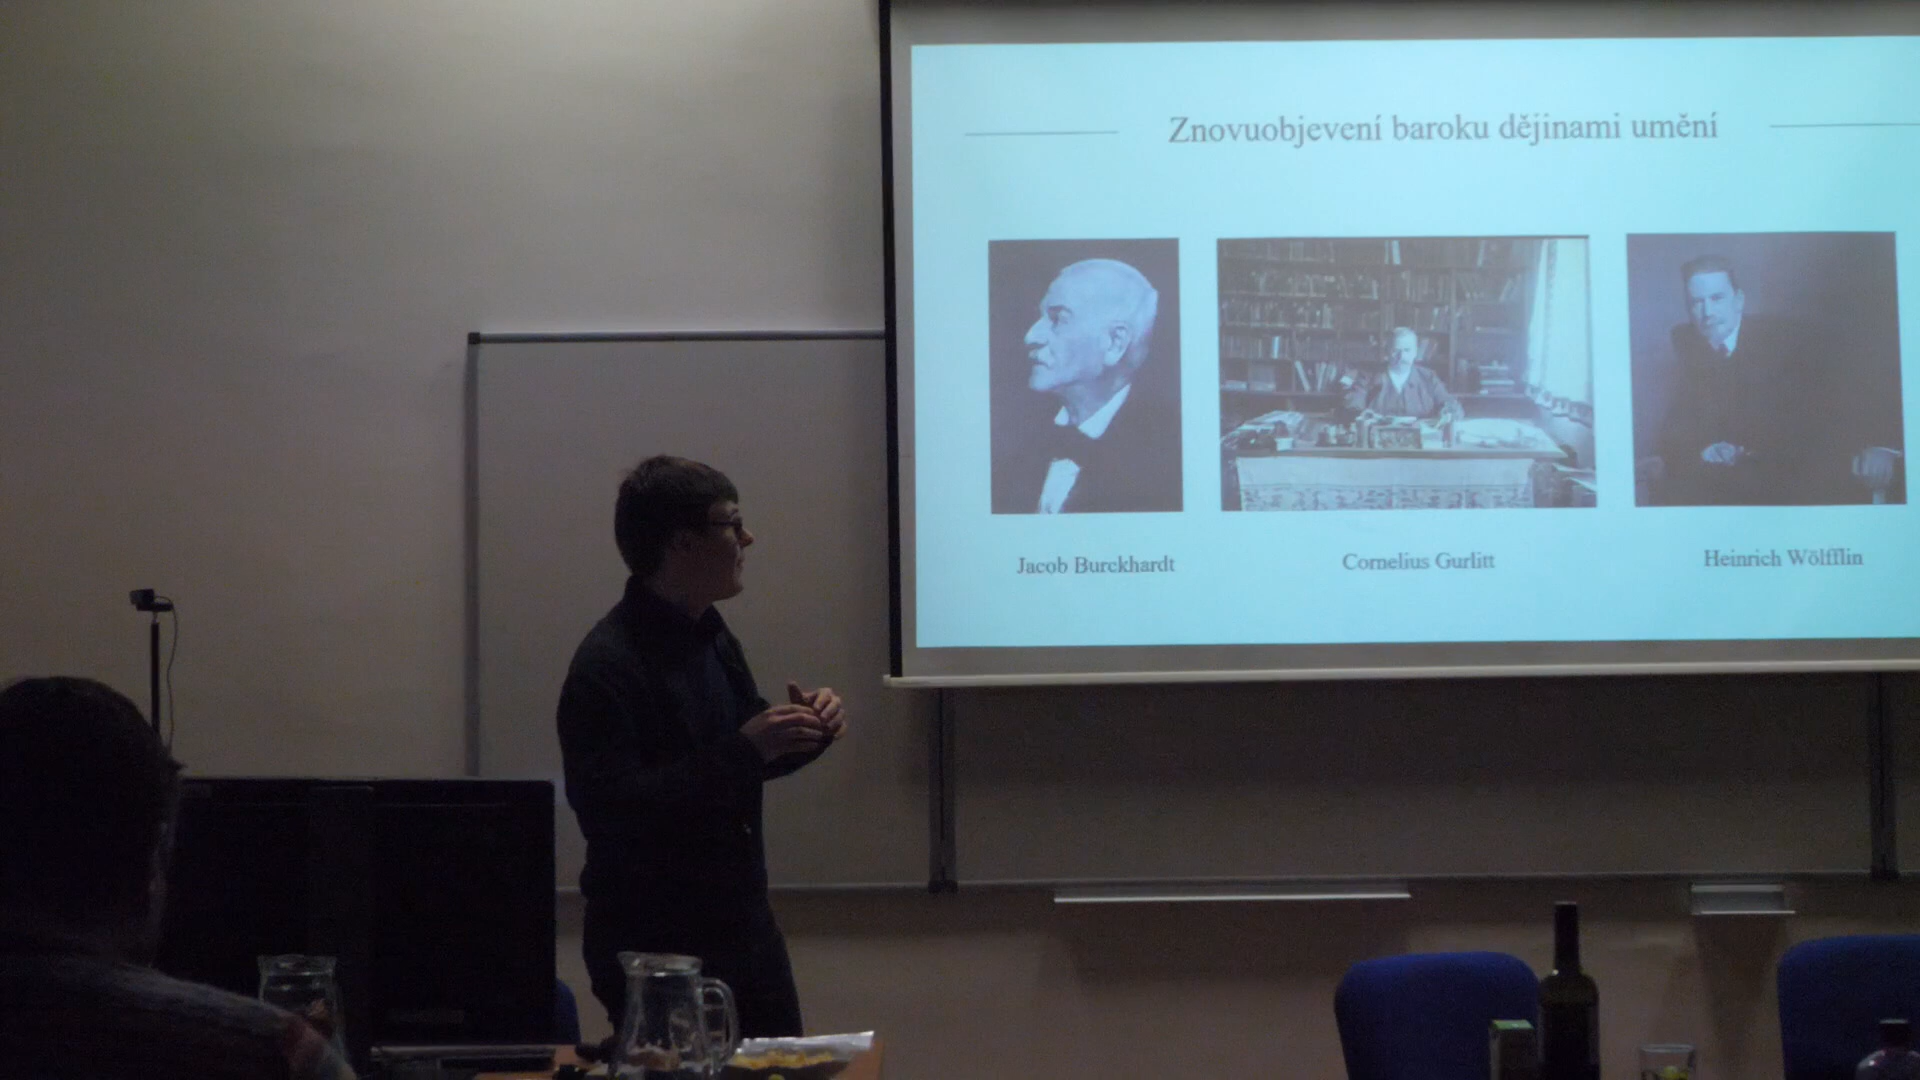 Znovuobjevení baroku dějinami umění
Jacob Burckhardt
Cornelius Gurlitt
Heinrich Wölfflin